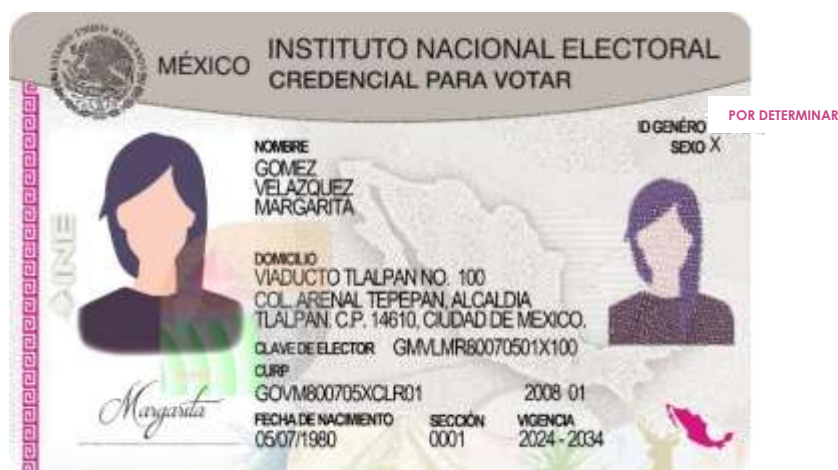 MÉXICO
INSTITUTO NACIONAL ELECTORAL
CREDENCIAL PARA VOTAR
ID GENÉRO POR DETERMINAR
SEXO X
NOMBRE
GOMEZ
VELAZQUEZ
MARGARITA
DOMICILIO
VIADUCTO TLALPAN NO. 100
COL. ARENAL TEPEPAN, ALCALDIA
TLALPAN, C.P. 14610, CIUDAD DE MEXICO.
CLAVE DE ELECTOR GMVLMR80070501X100
CURP
GOVM800705XCLR01 2008 01
FECHA DE NACIMIENTO SECCIÓN VIGENCIA
05/07/1980 0001 2024 - 2034
Margarita
INE